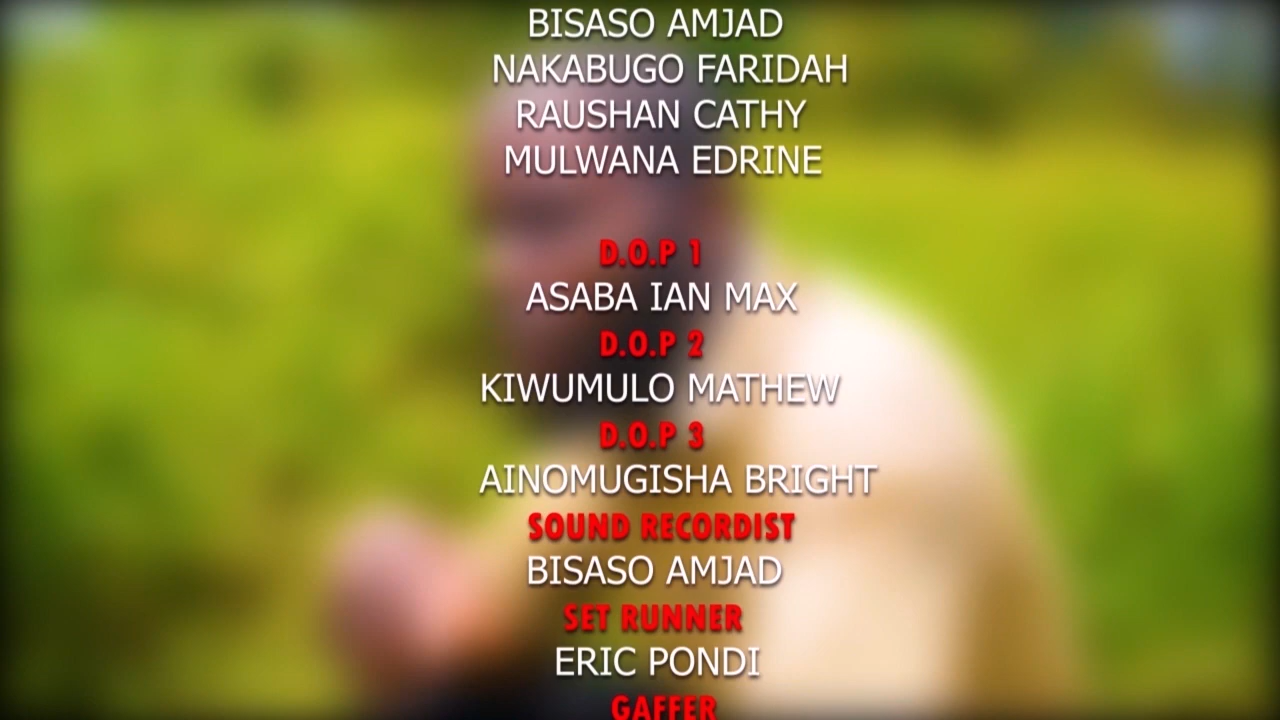 BISASO AMJAD
NAKABUGO FARIDAH
RAUSHAN CATHY
MULWANA EDRINE
D.O.P 1
ASABA IAN MAX
D.O.P 2
KIWUMULO MATHEW
D.O.P 3
AINOMUGISHA BRIGHT
SOUND RECORDIST
BISASO AMJAD
SET RUNNER
ERIC PONDI
GAFFER